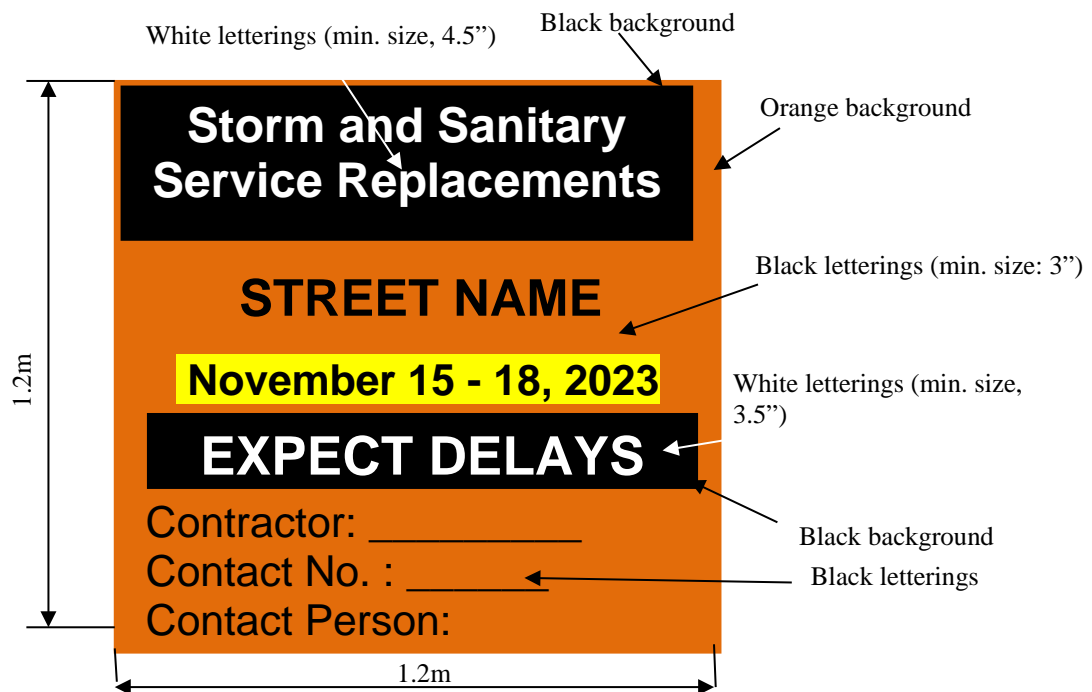 White letterings (min. size, 4.5”)
Black background
Storm and Sanitary
Service Replacements
Orange background
STREET NAME
Black letterings (min. size: 3”)
November 15 - 18, 2023
White letterings (min. size,
3.5”)
EXPECT DELAYS
1.2m
Contractor: _________
Black background
Contact No. : ______
Black letterings
Contact Person:
1.2m